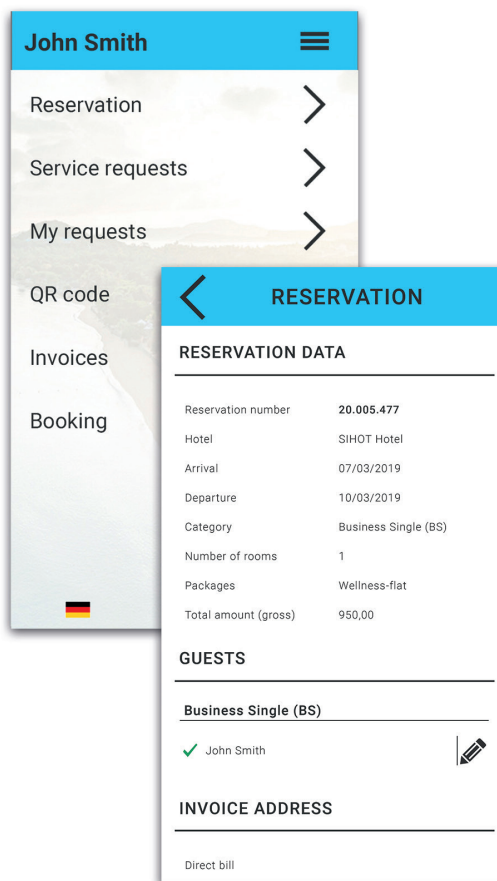 John Smith
Reservation
Service requests
My requests
QR code
Invoices
Booking
RESERVATION
RESERVATION DATA
Reservation number 20.005.477
Hotel SIHOT Hotel
Arrival 07/03/2019
Departure 10/03/2019
Category Business Single (BS)
Number of rooms 1
Packages Wellness-flat
Total amount (gross) 950,00
GUESTS
Business Single (BS)
John Smith
INVOICE ADDRESS
Direct bill